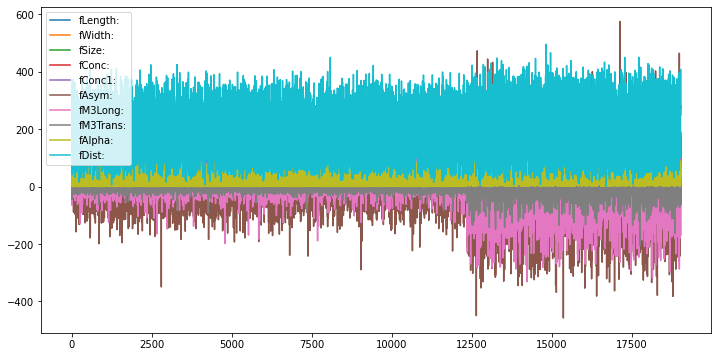 600
400
200
0
−200
−400
fLength:
fWidth:
fSize:
fConc:
fConc1:
fAsym:
fM3Long:
fM3Trans:
fAlpha:
fDist:
0 2500 5000 7500 10000 12500 15000 17500